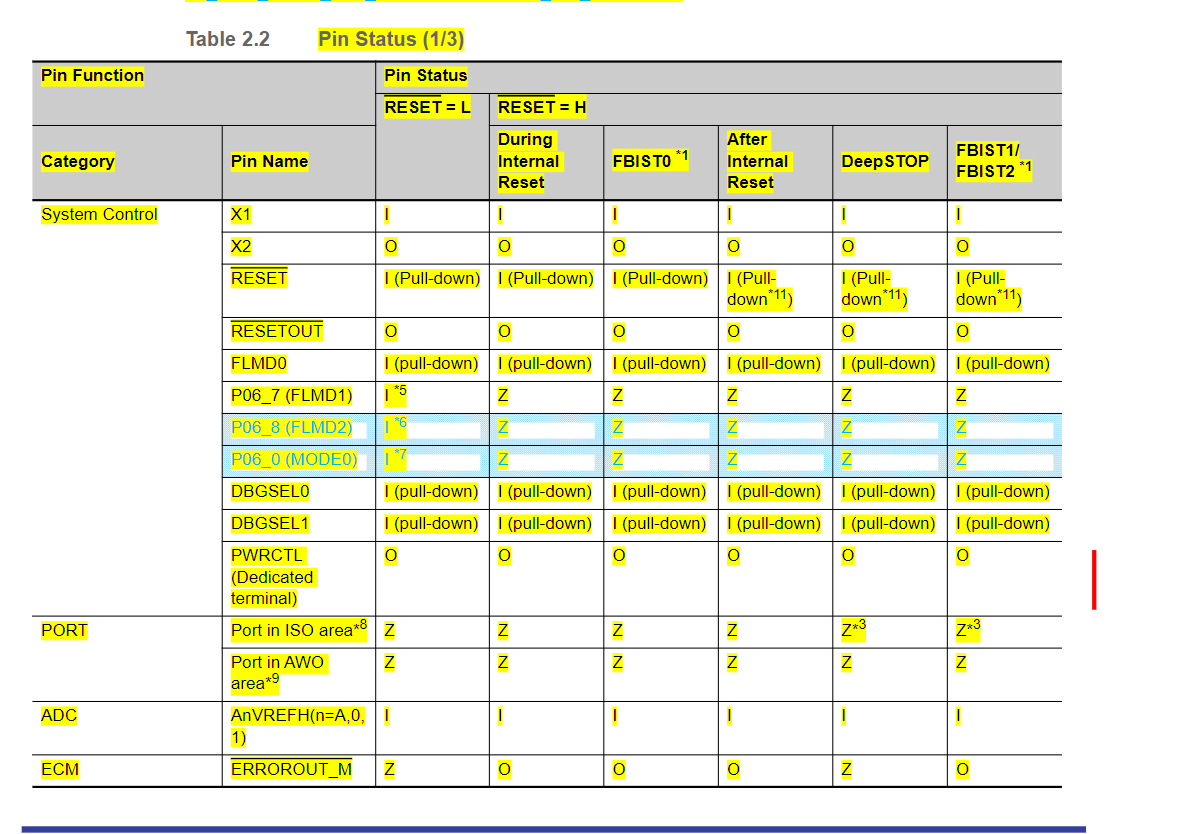 Table 2.2 Pin Status (1/3)
Pin Function Pin Status
RESET = L RESET = H
Category Pin Name During Internal Reset FBIST0 *1 After Internal Reset DeepSTOP FBIST1/ FBIST2 *1
System Control X1 I I I I I I
X2 O O O O O O
RESET I (Pull-down) I (Pull-down) I (Pull-down) I (Pull-down*11) I (Pull-down*11) I (Pull-down*11)
RESETOUT O O O O O O
FLMD0 I (pull-down) I (pull-down) I (pull-down) I (pull-down) I (pull-down) I (pull-down)
P06_7 (FLMD1) I *5 Z Z Z Z Z
P06_8 (FLMD2) I *6 Z Z Z Z Z
P06_0 (MODE0) I *7 Z Z Z Z Z
DBGSEL0 I (pull-down) I (pull-down) I (pull-down) I (pull-down) I (pull-down) I (pull-down)
DBGSEL1 I (pull-down) I (pull-down) I (pull-down) I (pull-down) I (pull-down) I (pull-down)
PWRCTL (Dedicated terminal) O O O O O O
PORT Port in ISO area*8 Z Z Z Z Z*3 Z*3
Port in AWO area*9 Z Z Z Z Z Z
ADC AnVREFH(n=A,0,1) I I I I I I
ECM ERROROUT_M Z O O O Z O